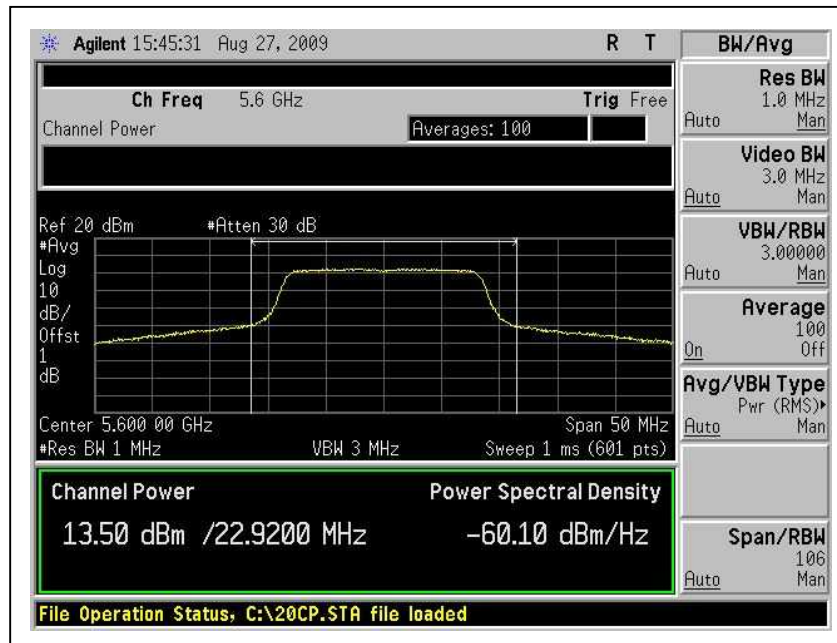 Agilent 15:45:31 Aug 27, 2009 R T
Ch Freq 5.6 GHz Trig Free
Channel Power Averages: 100
Ref 20 dBm #Atten 30 dB
#Avg
Log
10
dB/
Offst
1
dB
Center 5.600 00 GHz Span 50 MHz
#Res BW 1 MHz VBW 3 MHz Sweep 1 ms (601 pts)
Channel Power Power Spectral Density
13.50 dBm /22.9200 MHz -60.10 dBm/Hz
File Operation Status, C:\20CP.STA file loaded
BW/Avg
Res BW
1.0 MHz
Auto Man
Video BW
3.0 MHz
Auto Man
VBW/RBW
3.00000
Auto Man
Average
100
On Off
Avg/VBW Type
Pwr (RMS)
Auto Man
Span/RBW
106
Auto Man